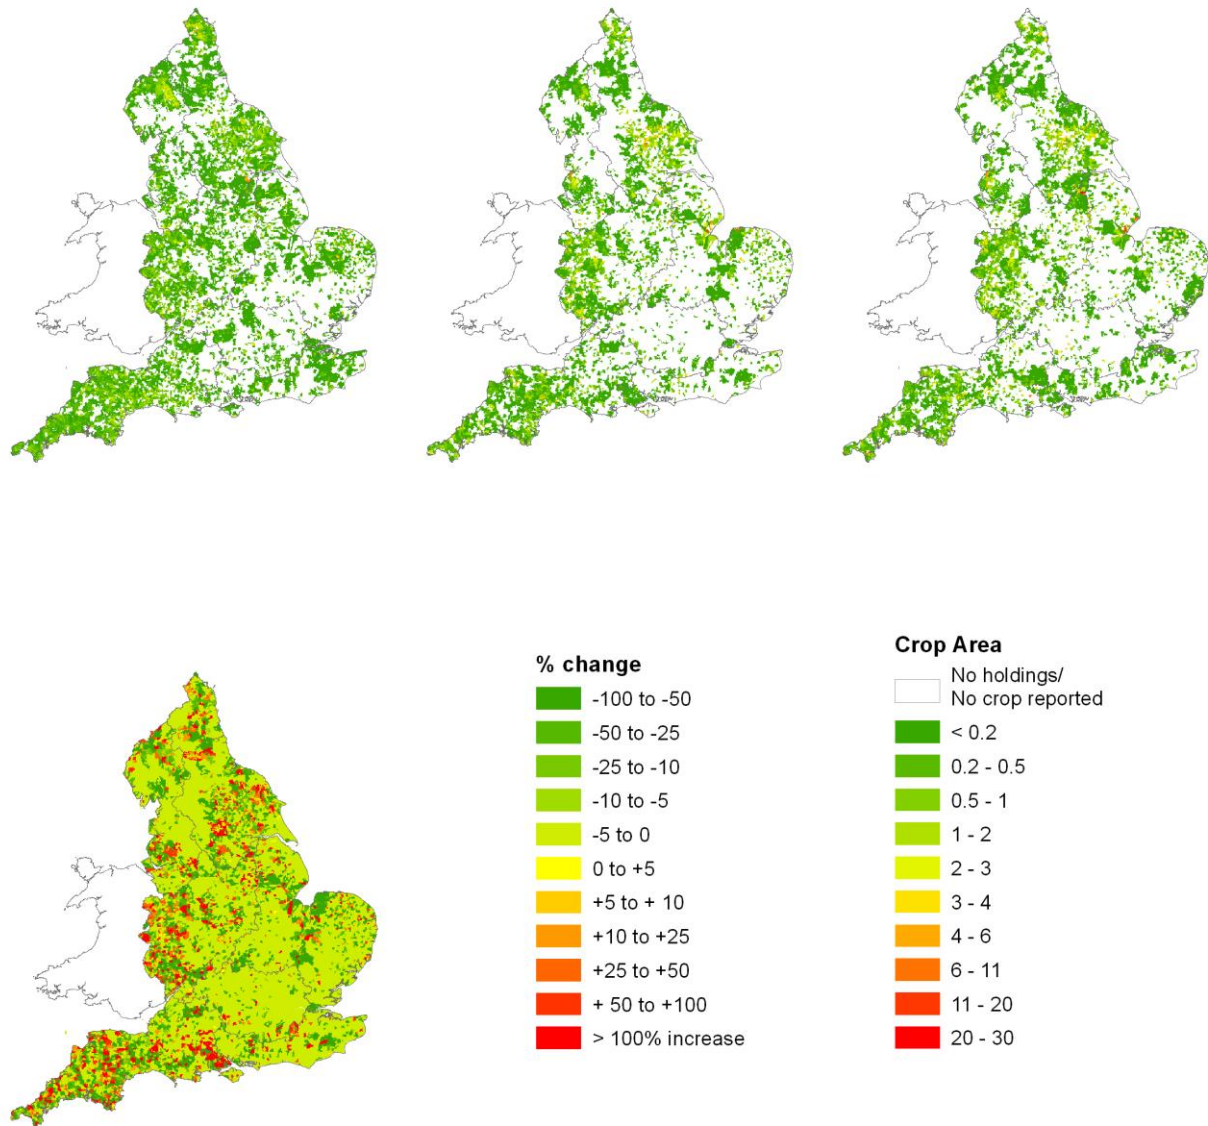 % change
-100 to -50
-50 to -25
-25 to -10
-10 to -5
-5 to 0
0 to +5
+5 to + 10
+10 to +25
+25 to +50
+ 50 to +100
> 100% increase
Crop Area
No holdings/
No crop reported
< 0.2
0.2 - 0.5
0.5 - 1
1 - 2
2 - 3
3 - 4
4 - 6
6 - 11
11 - 20
20 - 30